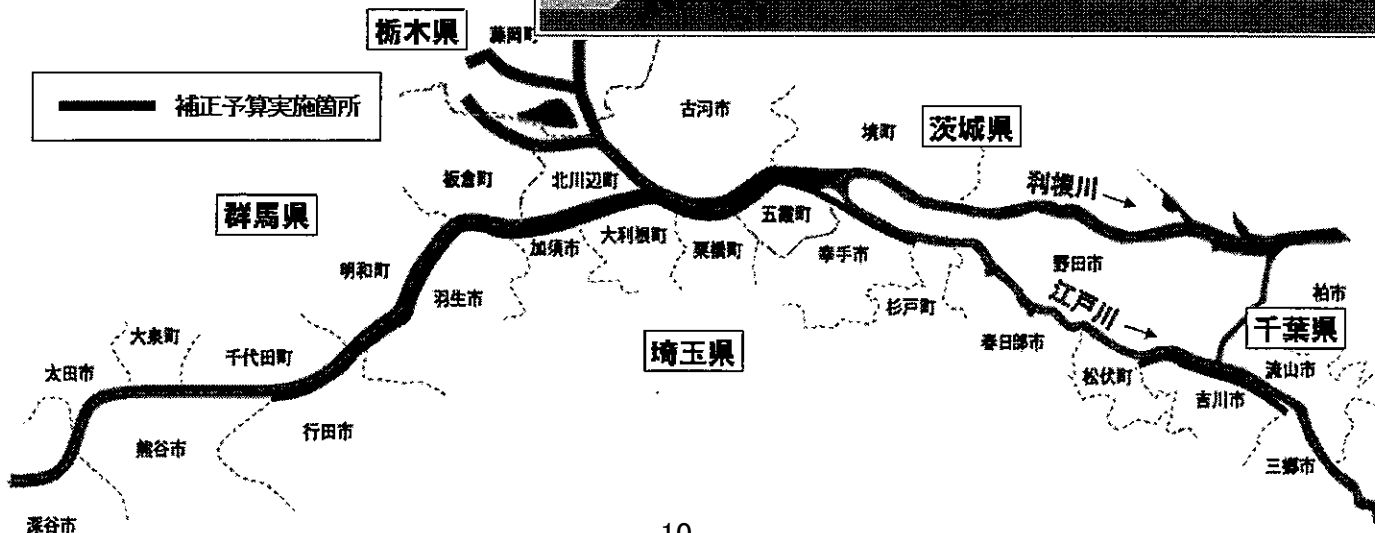 栃木県
藤岡町
補正予算実施箇所
古河市
境町
茨城県
板倉町
北川辺町
利根川
群馬県
五霞町
加須市
大利根町
栗橋町
幸手市
野田市
明和町
羽生市
杉戸町
江戸川
柏市
大泉町
千代田町
埼玉県
春日部市
千葉県
太田市
松伏町
流山市
吉川市
行田市
熊谷市
三郷市
深谷市
10